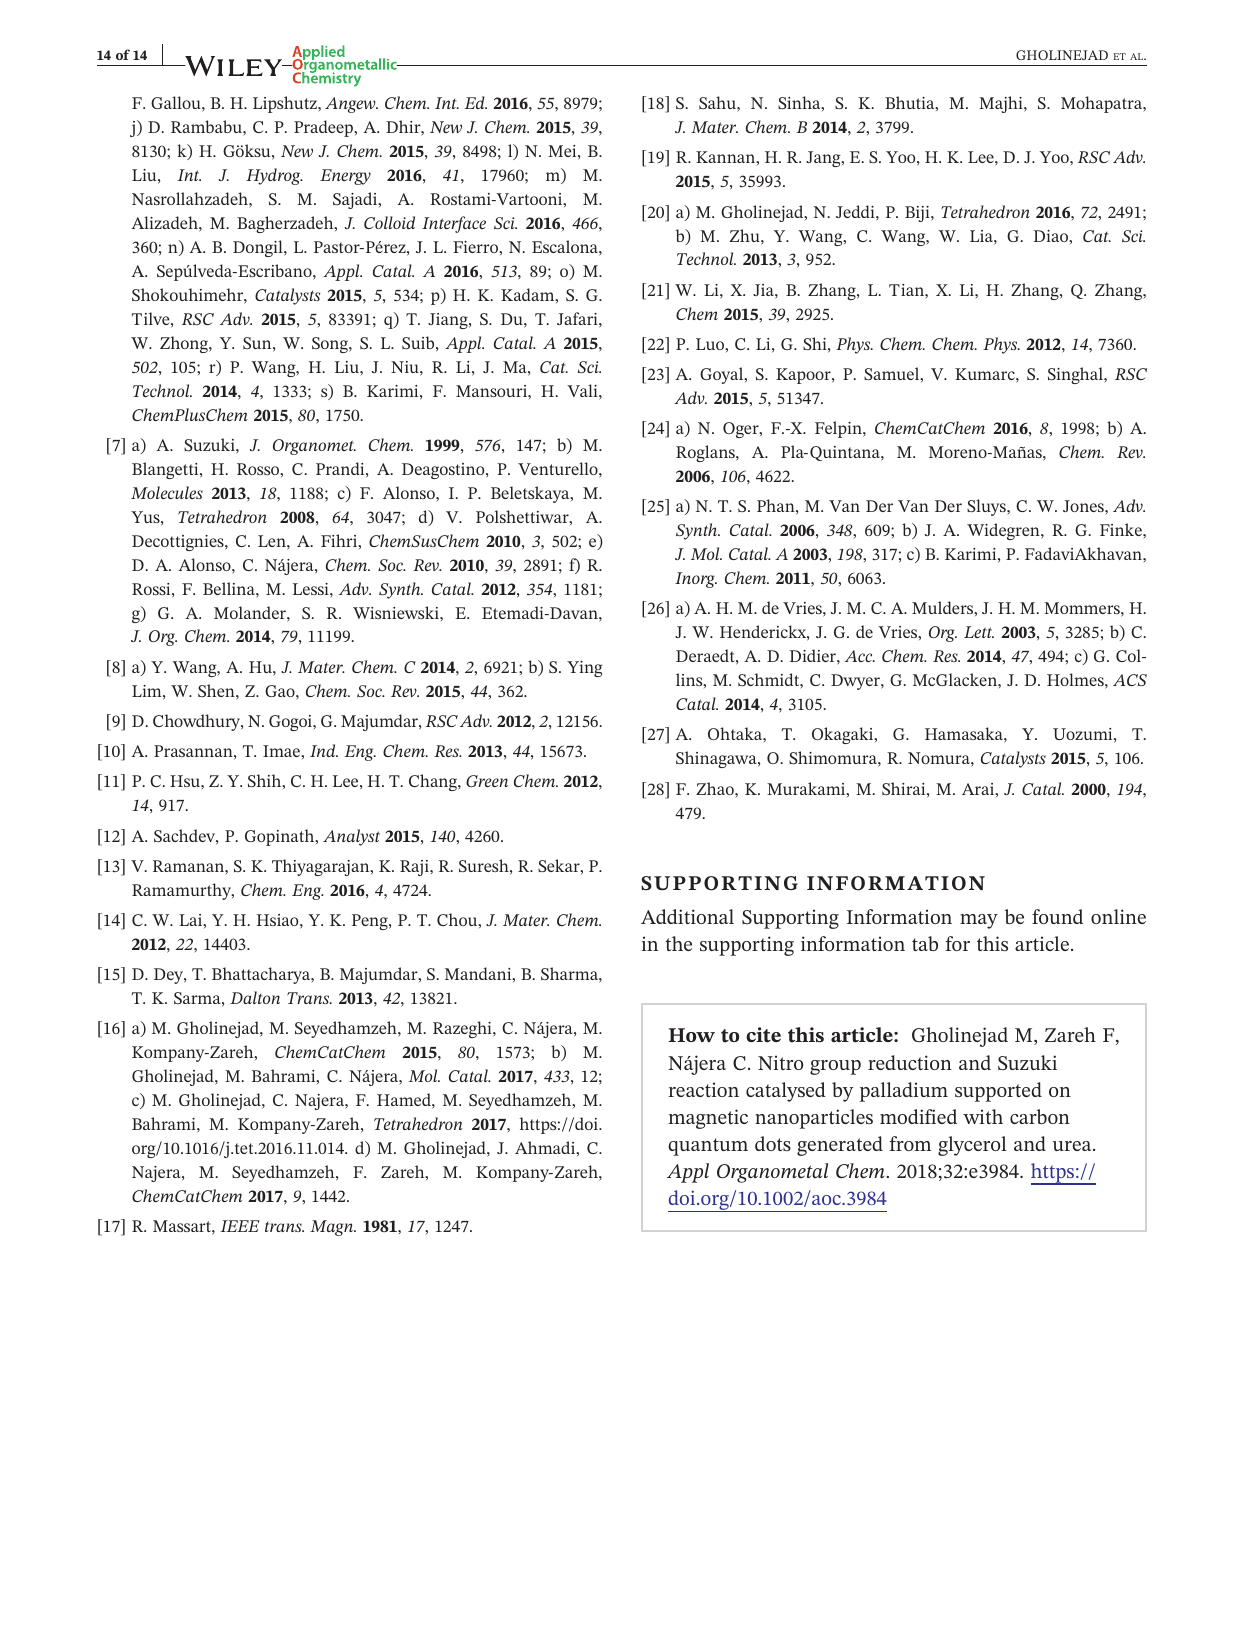 14 of 14
WILEY
Applied
Organometallic
Chemistry
GHOLINEJAD ET AL.
F. Gallou, B. H. Lipshutz, Angew. Chem. Int. Ed. 2016, 55, 8979;
j) D. Rambabu, C. P. Pradeep, A. Dhir, New J. Chem. 2015, 39,
8130; k) H. Göksu, New J. Chem. 2015, 39, 8498; l) N. Mei, B.
Liu, Int. J. Hydrog. Energy 2016, 41, 17960; m) M.
Nasrollahzadeh, S. M. Sajadi, A. Rostami-Vartooni, M.
Alizadeh, M. Bagherzadeh, J. Colloid Interface Sci. 2016, 466,
360; n) A. B. Dongil, L. Pastor-Pérez, J. L. Fierro, N. Escalona,
A. Sepúlveda-Escribano, Appl. Catal. A 2016, 513, 89; o) M.
Shokouhimehr, Catalysts 2015, 5, 534; p) H. K. Kadam, S. G.
Tilve, RSC Adv. 2015, 5, 83391; q) T. Jiang, S. Du, T. Jafari,
W. Zhong, Y. Sun, W. Song, S. L. Suib, Appl. Catal. A 2015,
502, 105; r) P. Wang, H. Liu, J. Niu, R. Li, J. Ma, Cat. Sci.
Technol. 2014, 4, 1333; s) B. Karimi, F. Mansouri, H. Vali,
ChemPlusChem 2015, 80, 1750.
[7] a) A. Suzuki, J. Organomet. Chem. 1999, 576, 147; b) M.
Blangetti, H. Rosso, C. Prandi, A. Deagostino, P. Venturello,
Molecules 2013, 18, 1188; c) F. Alonso, I. P. Beletskaya, M.
Yus, Tetrahedron 2008, 64, 3047; d) V. Polshettiwar, A.
Decottignies, C. Len, A. Fihri, ChemSusChem 2010, 3, 502; e)
D. A. Alonso, C. Nájera, Chem. Soc. Rev. 2010, 39, 2891; f) R.
Rossi, F. Bellina, M. Lessi, Adv. Synth. Catal. 2012, 354, 1181;
g) G. A. Molander, S. R. Wisniewski, E. Etemadi-Davan,
J. Org. Chem. 2014, 79, 11199.
[8] a) Y. Wang, A. Hu, J. Mater. Chem. C 2014, 2, 6921; b) S. Ying
Lim, W. Shen, Z. Gao, Chem. Soc. Rev. 2015, 44, 362.
[9] D. Chowdhury, N. Gogoi, G. Majumdar, RSC Adv. 2012, 2, 12156.
[10] A. Prasannan, T. Imae, Ind. Eng. Chem. Res. 2013, 44, 15673.
[11] P. C. Hsu, Z. Y. Shih, C. H. Lee, H. T. Chang, Green Chem. 2012,
14, 917.
[12] A. Sachdev, P. Gopinath, Analyst 2015, 140, 4260.
[13] V. Ramanan, S. K. Thiyagarajan, K. Raji, R. Suresh, R. Sekar, P.
Ramamurthy, Chem. Eng. 2016, 4, 4724.
[14] C. W. Lai, Y. H. Hsiao, Y. K. Peng, P. T. Chou, J. Mater. Chem.
2012, 22, 14403.
[15] D. Dey, T. Bhattacharya, B. Majumdar, S. Mandani, B. Sharma,
T. K. Sarma, Dalton Trans. 2013, 42, 13821.
[16] a) M. Gholinejad, M. Seyedhamzeh, M. Razeghi, C. Nájera, M.
Kompany-Zareh, ChemCatChem 2015, 80, 1573; b) M.
Gholinejad, M. Bahrami, C. Nájera, Mol. Catal. 2017, 433, 12;
c) M. Gholinejad, C. Najera, F. Hamed, M. Seyedhamzeh, M.
Bahrami, M. Kompany-Zareh, Tetrahedron 2017, https://doi.
org/10.1016/j.tet.2016.11.014. d) M. Gholinejad, J. Ahmadi, C.
Najera, M. Seyedhamzeh, F. Zareh, M. Kompany-Zareh,
ChemCatChem 2017, 9, 1442.
[17] R. Massart, IEEE trans. Magn. 1981, 17, 1247.
[18] S. Sahu, N. Sinha, S. K. Bhutia, M. Majhi, S. Mohapatra,
J. Mater. Chem. B 2014, 2, 3799.
[19] R. Kannan, H. R. Jang, E. S. Yoo, H. K. Lee, D. J. Yoo, RSC Adv.
2015, 5, 35993.
[20] a) M. Gholinejad, N. Jeddi, P. Biji, Tetrahedron 2016, 72, 2491;
b) M. Zhu, Y. Wang, C. Wang, W. Lia, G. Diao, Cat. Sci.
Technol. 2013, 3, 952.
[21] W. Li, X. Jia, B. Zhang, L. Tian, X. Li, H. Zhang, Q. Zhang,
Chem 2015, 39, 2925.
[22] P. Luo, C. Li, G. Shi, Phys. Chem. Chem. Phys. 2012, 14, 7360.
[23] A. Goyal, S. Kapoor, P. Samuel, V. Kumarc, S. Singhal, RSC
Adv. 2015, 5, 51347.
[24] a) N. Oger, F.-X. Felpin, ChemCatChem 2016, 8, 1998; b) A.
Roglans, A. Pla-Quintana, M. Moreno-Mañas, Chem. Rev.
2006, 106, 4622.
[25] a) N. T. S. Phan, M. Van Der Van Der Sluys, C. W. Jones, Adv.
Synth. Catal. 2006, 348, 609; b) J. A. Widegren, R. G. Finke,
J. Mol. Catal. A 2003, 198, 317; c) B. Karimi, P. FadaviAkhavan,
Inorg. Chem. 2011, 50, 6063.
[26] a) A. H. M. de Vries, J. M. C. A. Mulders, J. H. M. Mommers, H.
J. W. Henderickx, J. G. de Vries, Org. Lett. 2003, 5, 3285; b) C.
Deraedt, A. D. Didier, Acc. Chem. Res. 2014, 47, 494; c) G. Col-
lins, M. Schmidt, C. Dwyer, G. McGlacken, J. D. Holmes, ACS
Catal. 2014, 4, 3105.
[27] A. Ohtaka, T. Okagaki, G. Hamasaka, Y. Uozumi, T.
Shinagawa, O. Shimomura, R. Nomura, Catalysts 2015, 5, 106.
[28] F. Zhao, K. Murakami, M. Shirai, M. Arai, J. Catal. 2000, 194,
479.
SUPPORTING INFORMATION
Additional Supporting Information may be found online
in the supporting information tab for this article.
How to cite this article: Gholinejad M, Zareh F,
Nájera C. Nitro group reduction and Suzuki
reaction catalysed by palladium supported on
magnetic nanoparticles modified with carbon
quantum dots generated from glycerol and urea.
Appl Organometal Chem. 2018;32:e3984. https://
doi.org/10.1002/aoc.3984